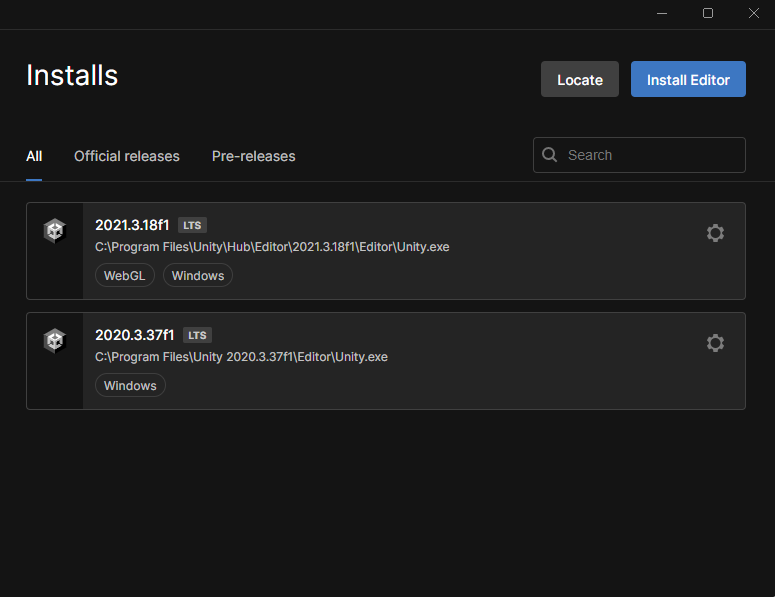 Installs
Locate
Install Editor
All
Official releases
Pre-releases
Search
2021.3.18f1 LTS
C:\Program Files\Unity\Hub\Editor\2021.3.18f1\Editor\Unity.exe
WebGL
Windows
2020.3.37f1 LTS
C:\Program Files\Unity 2020.3.37f1\Editor\Unity.exe
Windows